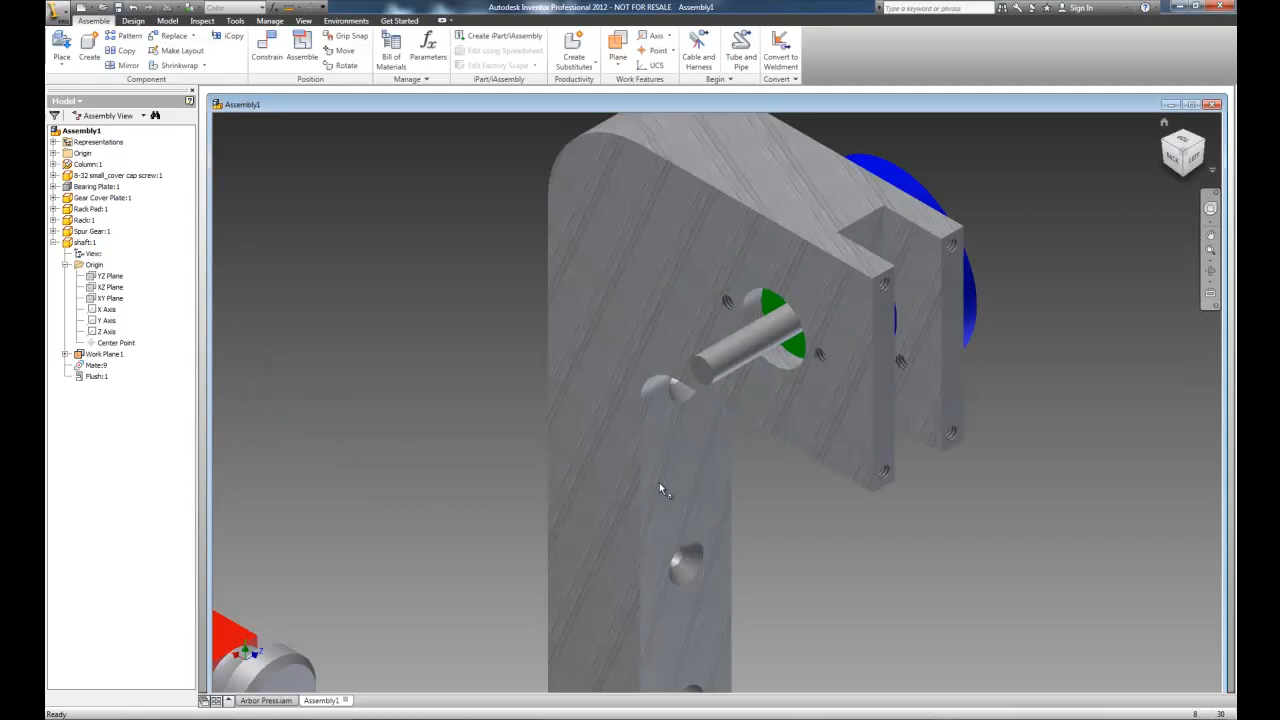 Autodesk Inventor Professional 2012 - NOT FOR RESALE Assembly1
Color
Type a keyword or phrase
Sign In
PRO
Assemble Design Model Inspect Tools Manage View Environments Get Started
Place
Create
Pattern
Copy
Mirror
Replace
Make Layout
Shrinkwrap
iCopy
Component
Constrain
Assemble
Grip Snap
Move
Rotate
Position
Bill of
Materials
Parameters
Manage
Create iPart/iAssembly
Edit using Spreadsheet
Edit Factory Scope
iPart/iAssembly
Create
Substitutes
Productivity
Plane
Axis
Point
UCS
Work Features
Cable and
Harness
Tube and
Pipe
Begin
Convert to
Weldment
Convert
Model
Assembly View
Assembly1
Representations
Origin
Column:1
8-32 small_cover cap screw:1
Bearing Plate:1
Gear Cover Plate:1
Rack Pad:1
Rack:1
Spur Gear:1
shaft:1
View:
Origin
YZ Plane
XZ Plane
XY Plane
X Axis
Y Axis
Z Axis
Center Point
Work Plane1
Mate:9
Flush:1
Assembly1
BACK
LEFT
Z
Arbor Press.iam
Assembly1
Ready
8
30